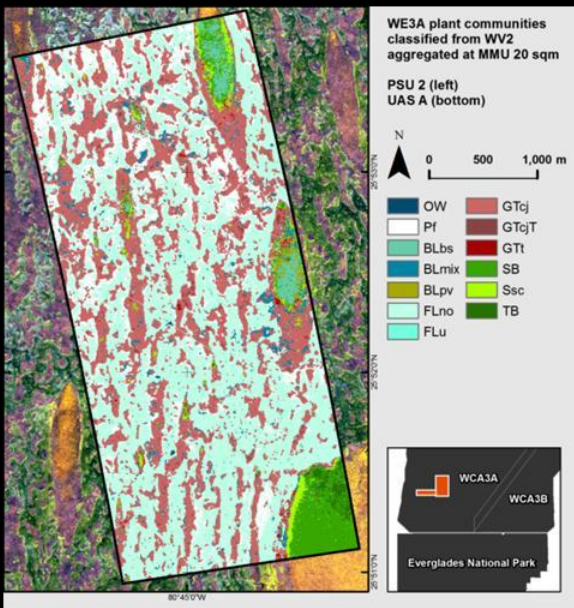 WE3A plant communities
classified from WV2
aggregated at MMU 20 sqm
PSU 2 (left)
UAS A (bottom)
N
0 500 1,000 m
OW GTcj
Pf GTcjT
BLbs GTt
BLmix SB
BLpv Ssc
FLno TB
FLu
25°53'0"N
25°52'0"N
25°51'0"N
80°45'0"W
WCA3A
WCA3B
Everglades National Park